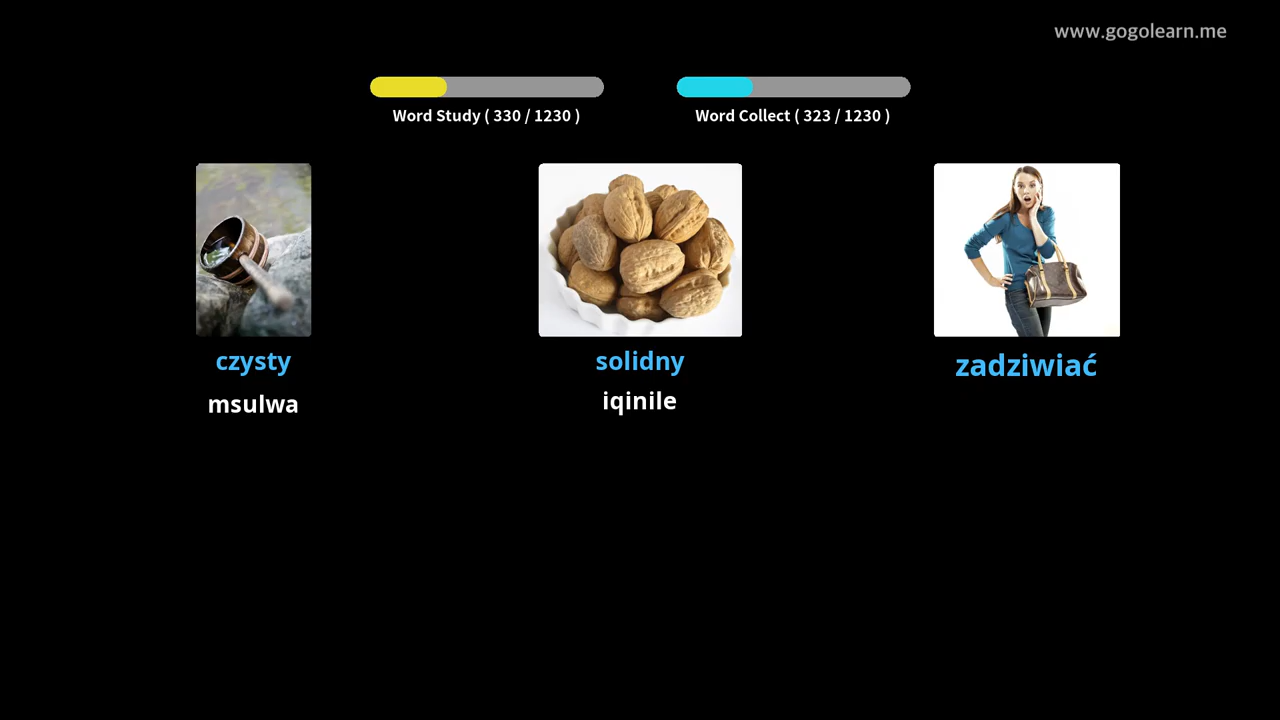 www.gogolearn.me
Word Study ( 330 / 1230 )
Word Collect ( 323 / 1230 )
czysty
solidny
zadziwiać
msulwa
iqinile